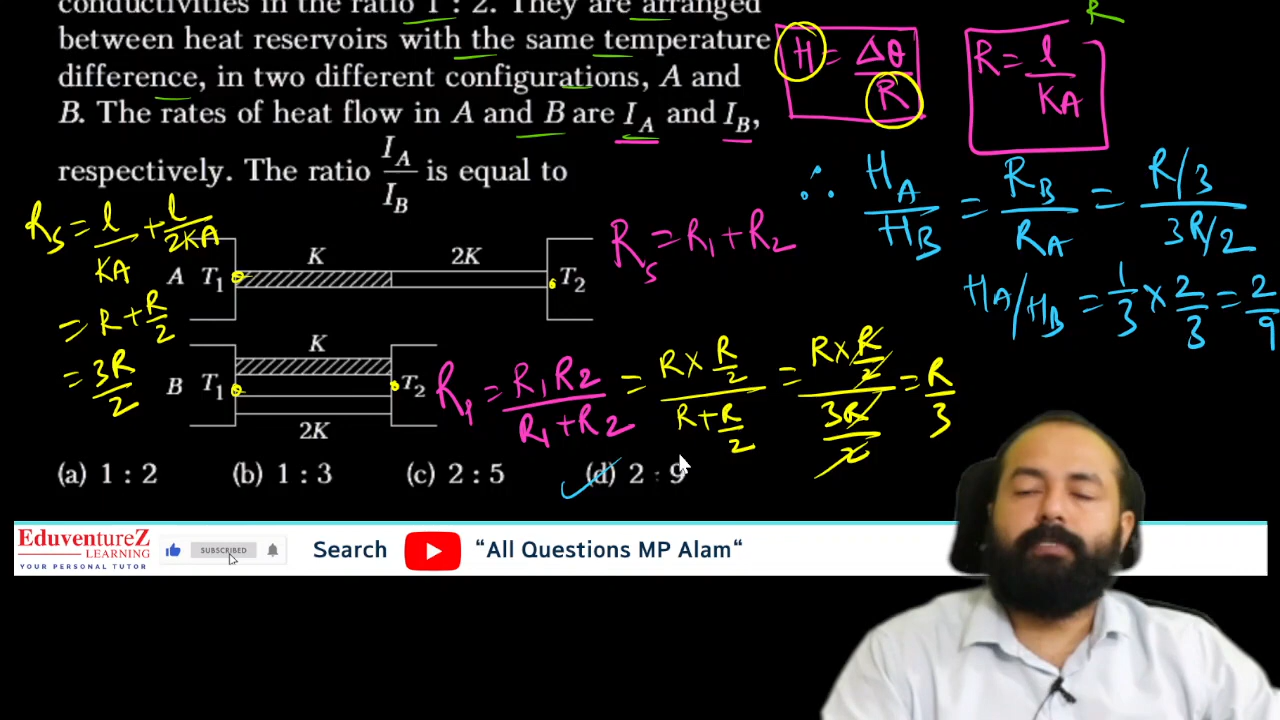 conductivities in the ratio 1 : 2. They are arranged
between heat reservoirs with the same temperature
difference, in two different configurations, A and
B. The rates of heat flow in A and B are I_A and I_B,
respectively. The ratio I_A/I_B is equal to
R
H = Δθ/R
R = l/KA
∴ H_A/H_B = R_B/R_A = (R/3)/(3R/2)
H_A/H_B = 1/3 × 2/3 = 2/9
R_s = l/KA + l/2KA
= R + R/2
= 3R/2
R_s = R_1 + R_2
A T_1 K 2K T_2
B T_1 K 2K T_2
= R_1R_2/(R_1+R_2) = (R × R/2)/(R + R/2) = (R × R/2)/(3R/2) = R/3
(a) 1 : 2 (b) 1 : 3 (c) 2 : 5 (d) 2 : 9
EduventureZ
LEARNING
YOUR PERSONAL TUTOR
SUBSCRIBED
Search "All Questions MP Alam"